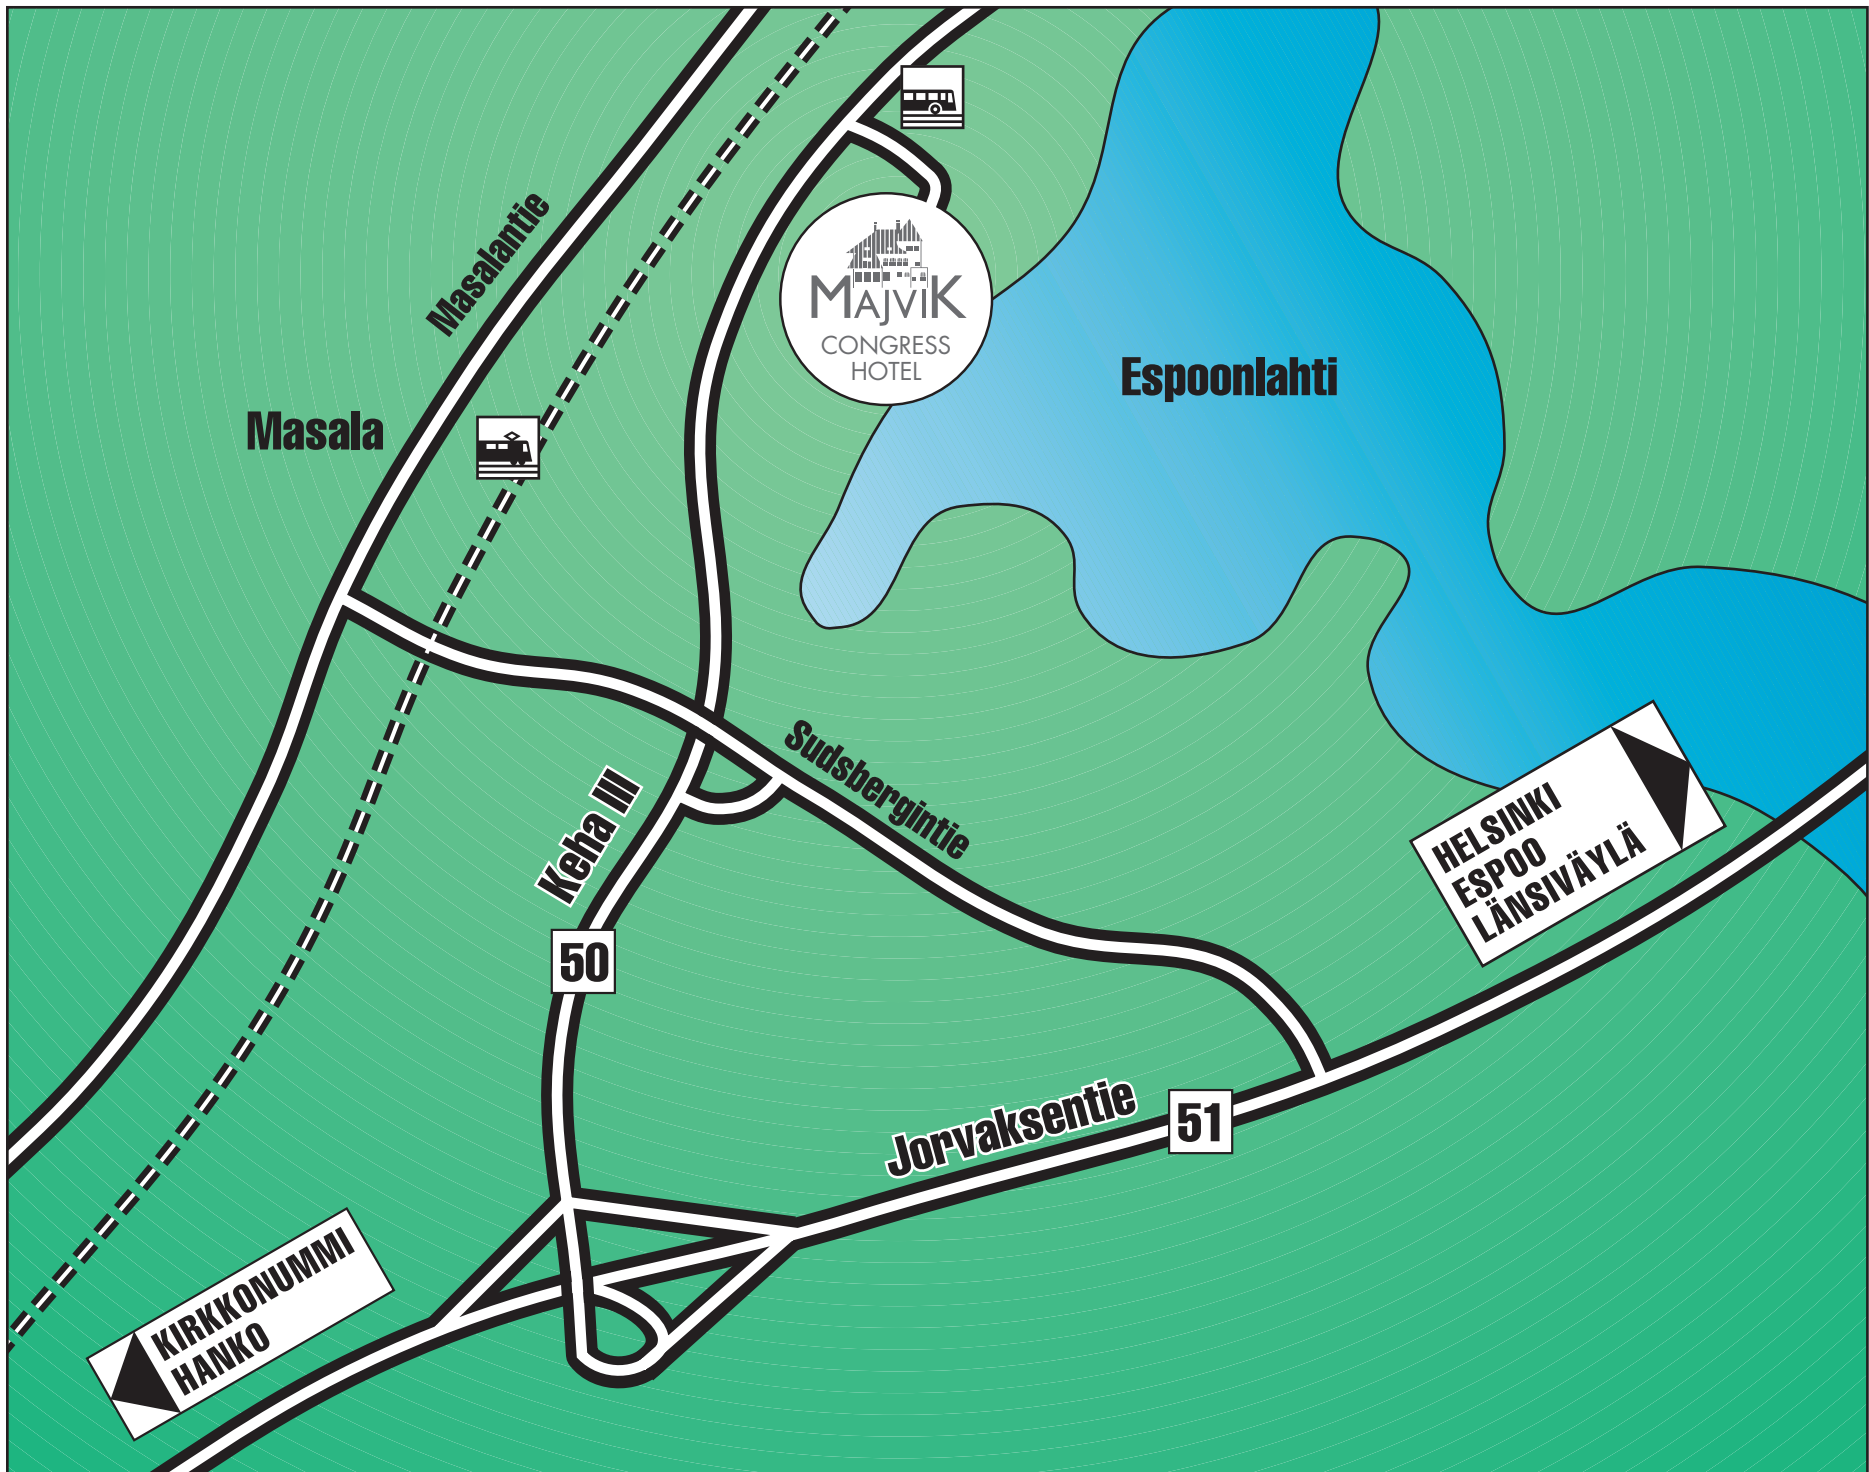 Masalantie
MAJVIK
CONGRESS
HOTEL
Espoonlahti
Masala
Sudsbergintie
Keha III
HELSINKI
ESPOO
LÄNSIVÄYLÄ
50
Jorvaksentie
51
KIRKKONUMMI
HANKO